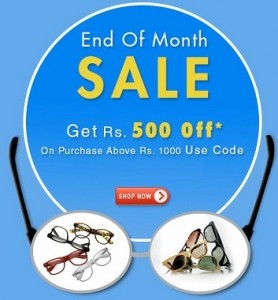 End Of Month
SALE
Get Rs. 500 Off*
On Purchase Above Rs. 1000 Use Code
SHOP NOW